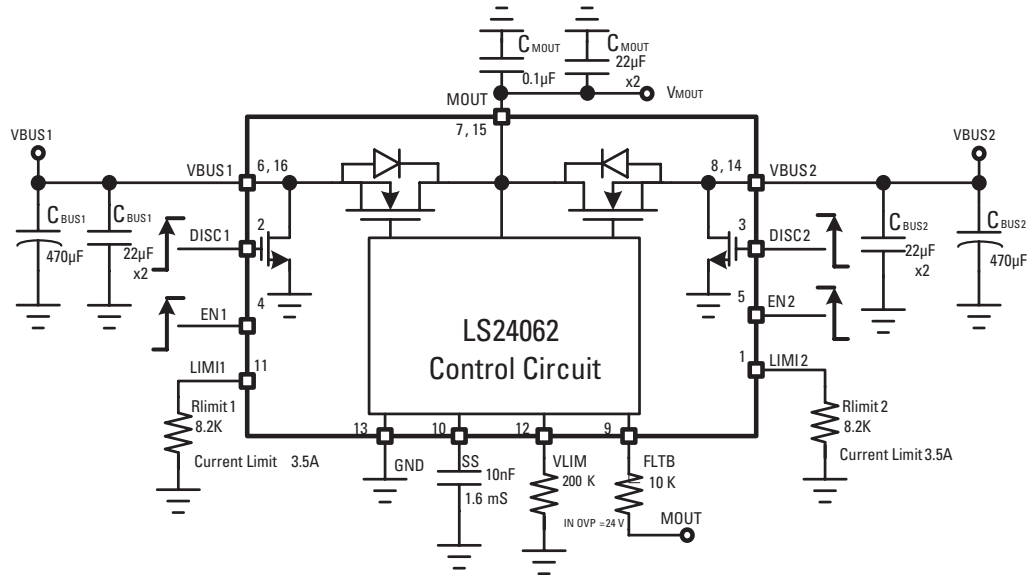 CMOUT
0.1µF
CMOUT
22µF
x2
VMOUT
MOUT
7, 15
VBUS1
VBUS1
6, 16
8, 14
VBUS2
VBUS2
CBUS1
470µF
CBUS1
22µF
x2
DISC1
2
3
DISC2
CBUS2
22µF
x2
CBUS2
470µF
EN1
4
5
EN2
LS24062
Control Circuit
LIMI1
11
1
LIMI2
Rlimit 1
8.2K
Current Limit 3.5A
Rlimit 2
8.2K
Current Limit 3.5A
13
10
12
9
GND
SS
10nF
1.6 mS
VLIM
200 K
IN OVP =24 V
FLTB
10 K
MOUT